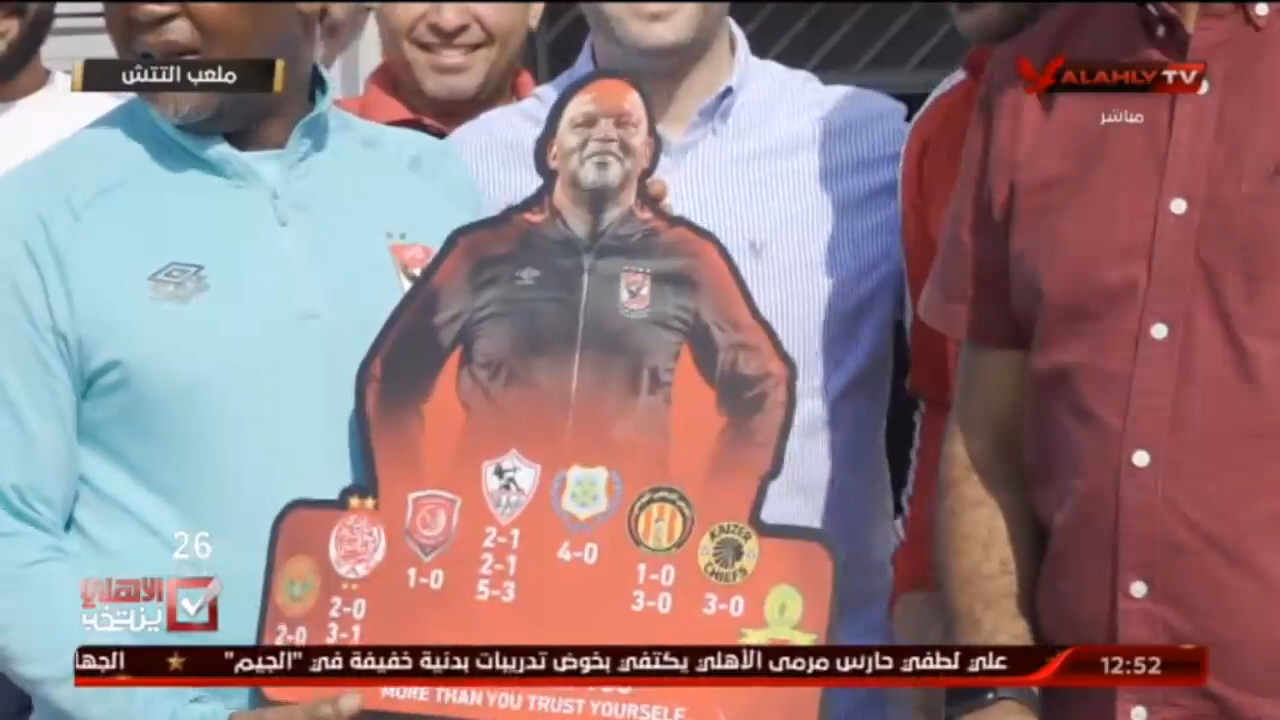 ملعب التتش
ALAHLY TV
مباشر
2-0
2-0
3-1
1-0
2-1
2-1
5-3
4-0
1-0
3-0
KAIZER
CHIEFS
3-0
MORE THAN YOU TRUST YOURSELF.
26
الأهلي
ينتخب
علي لطفي حارس مرمى الأهلي يكتفي بخوض تدريبات بدنية خفيفة في "الجيم" ★ الجها
12:52